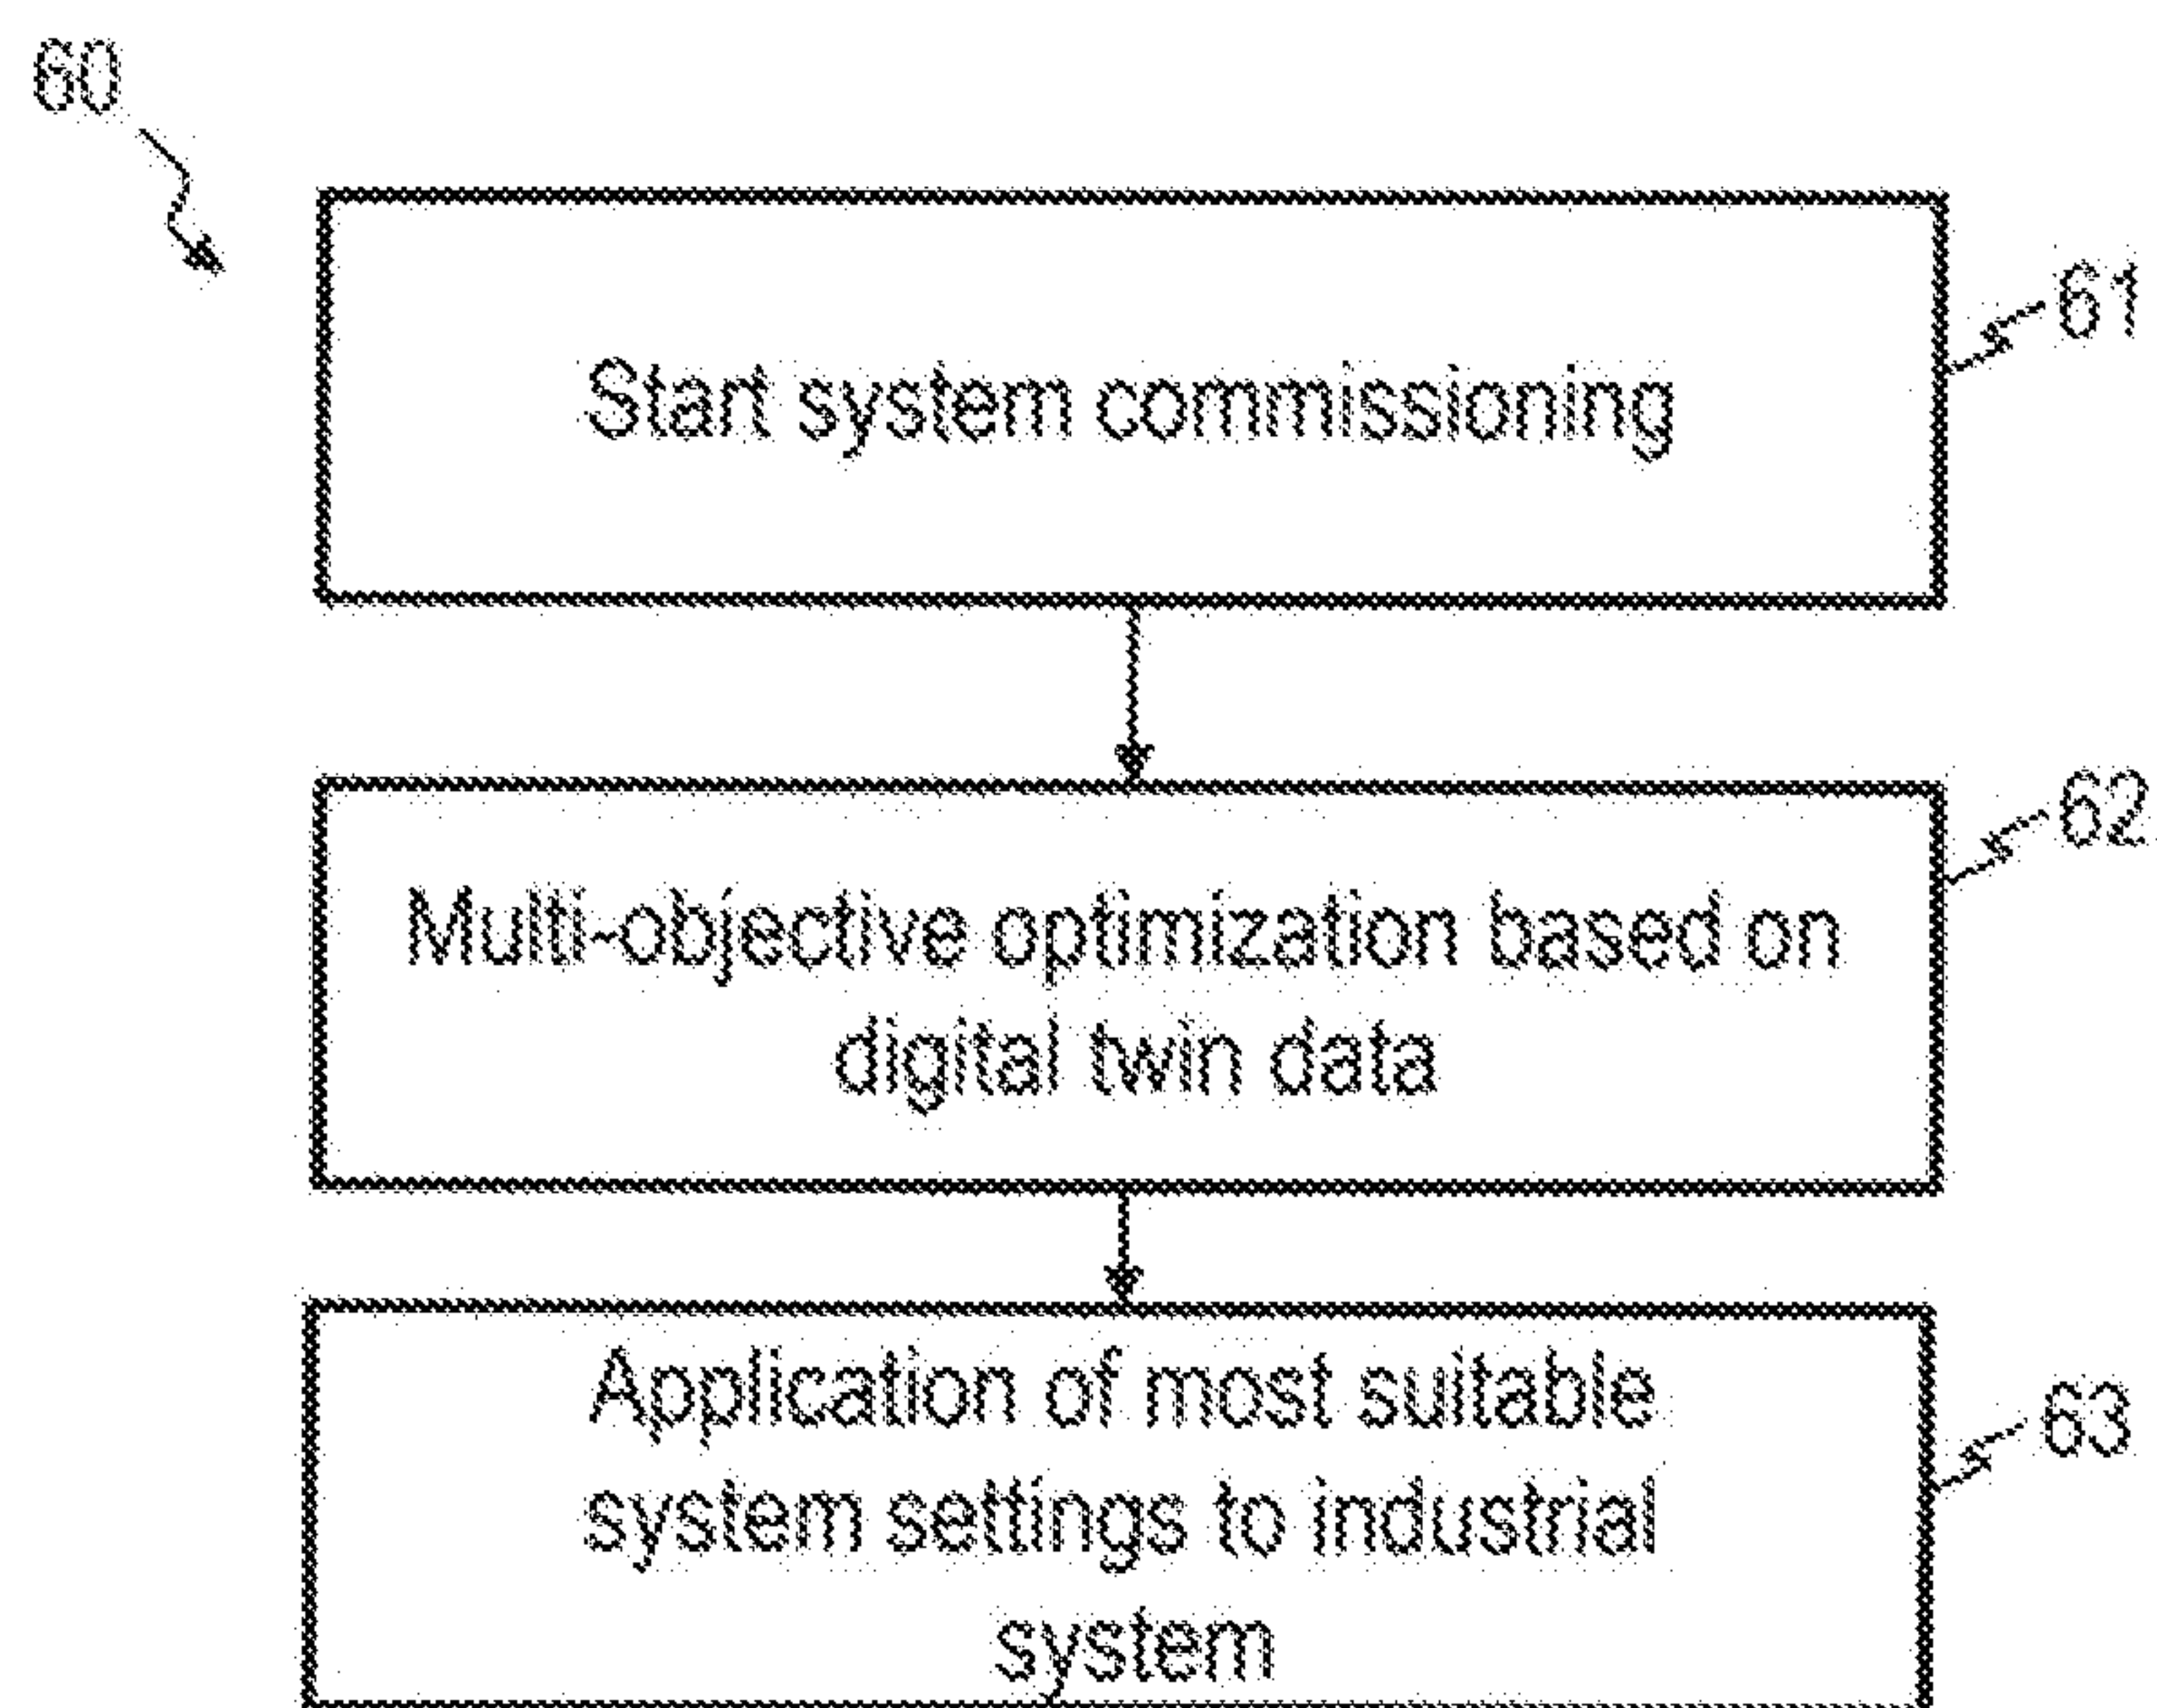 60
Start system commissioning
61
Multi-objective optimization based on
digital twin data
62
Application of most suitable
system settings to industrial
system
63